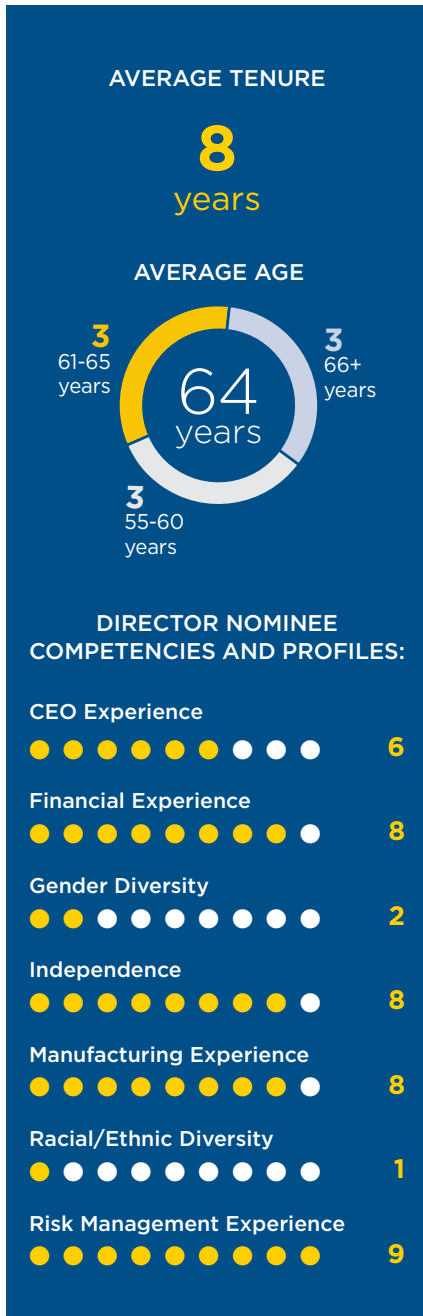 AVERAGE TENURE
8
years
AVERAGE AGE
3
61-65
years
64
years
3
66+
years
3
55-60
years
DIRECTOR NOMINEE
COMPETENCIES AND PROFILES:
CEO Experience
6
Financial Experience
8
Gender Diversity
2
Independence
8
Manufacturing Experience
8
Racial/Ethnic Diversity
1
Risk Management Experience
9